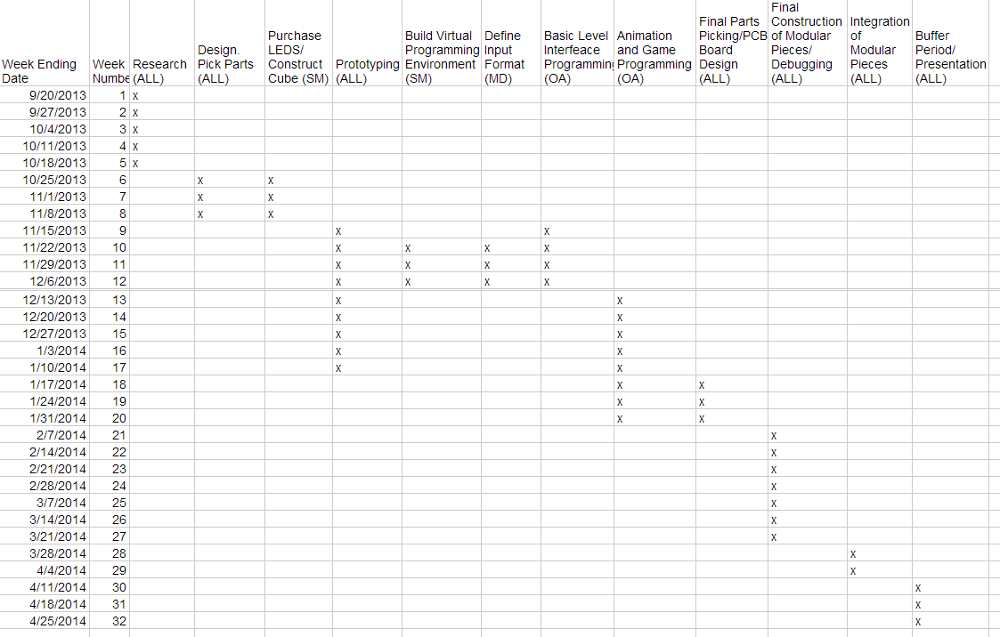 Week Ending Date Week Numbe Research (ALL) Design. Pick Parts (ALL) Purchase LEDS/ Construct Cube (SM) Prototyping (ALL) Build Virtual Programming Environment (SM) Define Input Format (MD) Basic Level Interfeace Programming (OA) Animation and Game Programming (OA) Final Parts Picking/PCB Board Design (ALL) Final Construction of Modular Pieces/ Debugging (ALL) Integration of Modular Pieces (ALL) Buffer Period/ Presentation (ALL)
9/20/2013 1 x
9/27/2013 2 x
10/4/2013 3 x
10/11/2013 4 x
10/18/2013 5 x
10/25/2013 6 x x
11/1/2013 7 x x
11/8/2013 8 x x
11/15/2013 9 x x
11/22/2013 10 x x x x
11/29/2013 11 x x x x
12/6/2013 12 x x x x
12/13/2013 13 x x
12/20/2013 14 x x
12/27/2013 15 x x
1/3/2014 16 x x
1/10/2014 17 x x
1/17/2014 18 x x
1/24/2014 19 x x
1/31/2014 20 x x
2/7/2014 21 x
2/14/2014 22 x
2/21/2014 23 x
2/28/2014 24 x
3/7/2014 25 x
3/14/2014 26 x
3/21/2014 27 x
3/28/2014 28 x
4/4/2014 29 x
4/11/2014 30 x
4/18/2014 31 x
4/25/2014 32 x